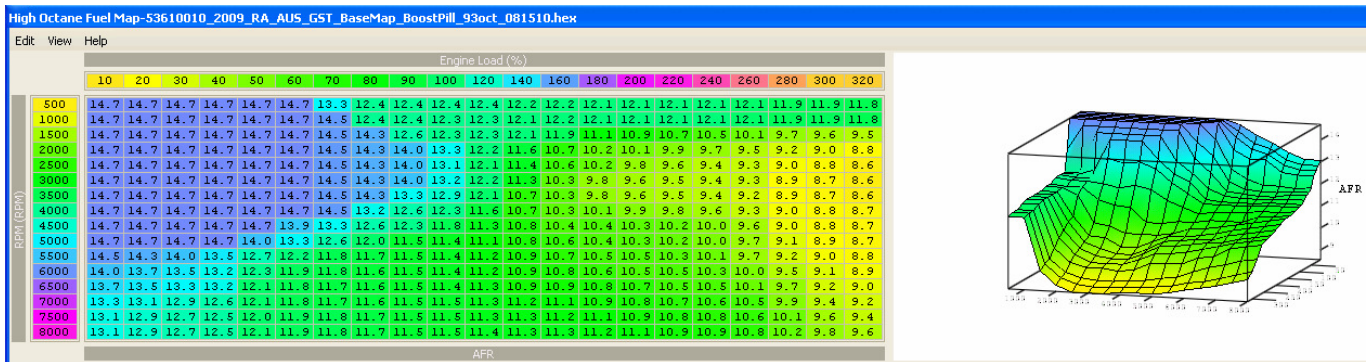 High Octane Fuel Map-53610010_2009_RA_AUS_GST_BaseMap_BoostPill_93oct_081510.hex
Edit View Help
Engine Load (%)
10 20 30 40 50 60 70 80 90 100 120 140 160 180 200 220 240 260 280 300 320
RPM (RPM)
500 14.7 14.7 14.7 14.7 14.7 14.7 13.3 12.4 12.4 12.4 12.4 12.2 12.2 12.1 12.1 12.1 12.1 12.1 11.9 11.9 11.8
1000 14.7 14.7 14.7 14.7 14.7 14.7 14.5 12.4 12.4 12.3 12.3 12.1 12.2 12.1 12.1 12.1 12.1 12.1 11.9 11.9 11.8
1500 14.7 14.7 14.7 14.7 14.7 14.7 14.5 14.3 12.6 12.3 12.3 12.1 11.9 11.1 10.9 10.7 10.5 10.1 9.7 9.6 9.5
2000 14.7 14.7 14.7 14.7 14.7 14.7 14.5 14.3 14.0 13.3 12.2 11.6 10.7 10.2 10.1 9.9 9.7 9.5 9.2 9.0 8.8
2500 14.7 14.7 14.7 14.7 14.7 14.7 14.5 14.3 14.0 13.1 12.1 11.4 10.6 10.2 9.8 9.6 9.4 9.3 9.0 8.8 8.6
3000 14.7 14.7 14.7 14.7 14.7 14.7 14.5 14.3 14.0 13.2 12.2 11.3 10.3 9.8 9.6 9.5 9.4 9.3 8.9 8.7 8.6
3500 14.7 14.7 14.7 14.7 14.7 14.7 14.5 14.3 13.3 12.9 12.1 10.7 10.3 9.8 9.6 9.5 9.4 9.2 8.9 8.7 8.6
4000 14.7 14.7 14.7 14.7 14.7 14.7 14.5 13.2 12.6 12.3 11.6 10.7 10.3 10.1 9.9 9.8 9.6 9.3 9.0 8.8 8.7
4500 14.7 14.7 14.7 14.7 14.7 13.9 13.3 12.6 12.3 11.8 11.3 10.8 10.4 10.4 10.3 10.2 10.0 9.6 9.0 8.8 8.7
5000 14.7 14.7 14.7 14.7 14.0 13.3 12.6 12.0 11.5 11.4 11.1 10.8 10.6 10.4 10.3 10.2 10.0 9.7 9.1 8.9 8.7
5500 14.5 14.3 14.0 13.5 12.7 12.2 11.8 11.7 11.5 11.4 11.2 10.9 10.7 10.5 10.5 10.3 10.1 9.7 9.2 9.0 8.8
6000 14.0 13.7 13.5 13.2 12.3 11.9 11.8 11.6 11.5 11.4 11.2 10.9 10.8 10.6 10.5 10.5 10.3 10.0 9.5 9.1 8.9
6500 13.7 13.5 13.3 13.2 12.1 11.8 11.7 11.6 11.5 11.4 11.3 10.9 10.9 10.8 10.7 10.5 10.5 10.1 9.7 9.2 9.0
7000 13.3 13.1 12.9 12.6 12.1 11.8 11.7 11.6 11.5 11.5 11.3 11.2 11.1 10.9 10.8 10.7 10.6 10.5 9.9 9.4 9.2
7500 13.1 12.9 12.7 12.5 12.0 11.9 11.8 11.7 11.5 11.5 11.3 11.3 11.2 11.1 10.9 10.8 10.8 10.6 10.1 9.6 9.4
8000 13.1 12.9 12.7 12.5 12.1 11.9 11.8 11.7 11.5 11.5 11.4 11.3 11.3 11.2 11.1 10.9 10.9 10.8 10.2 9.8 9.6
AFR
AFR